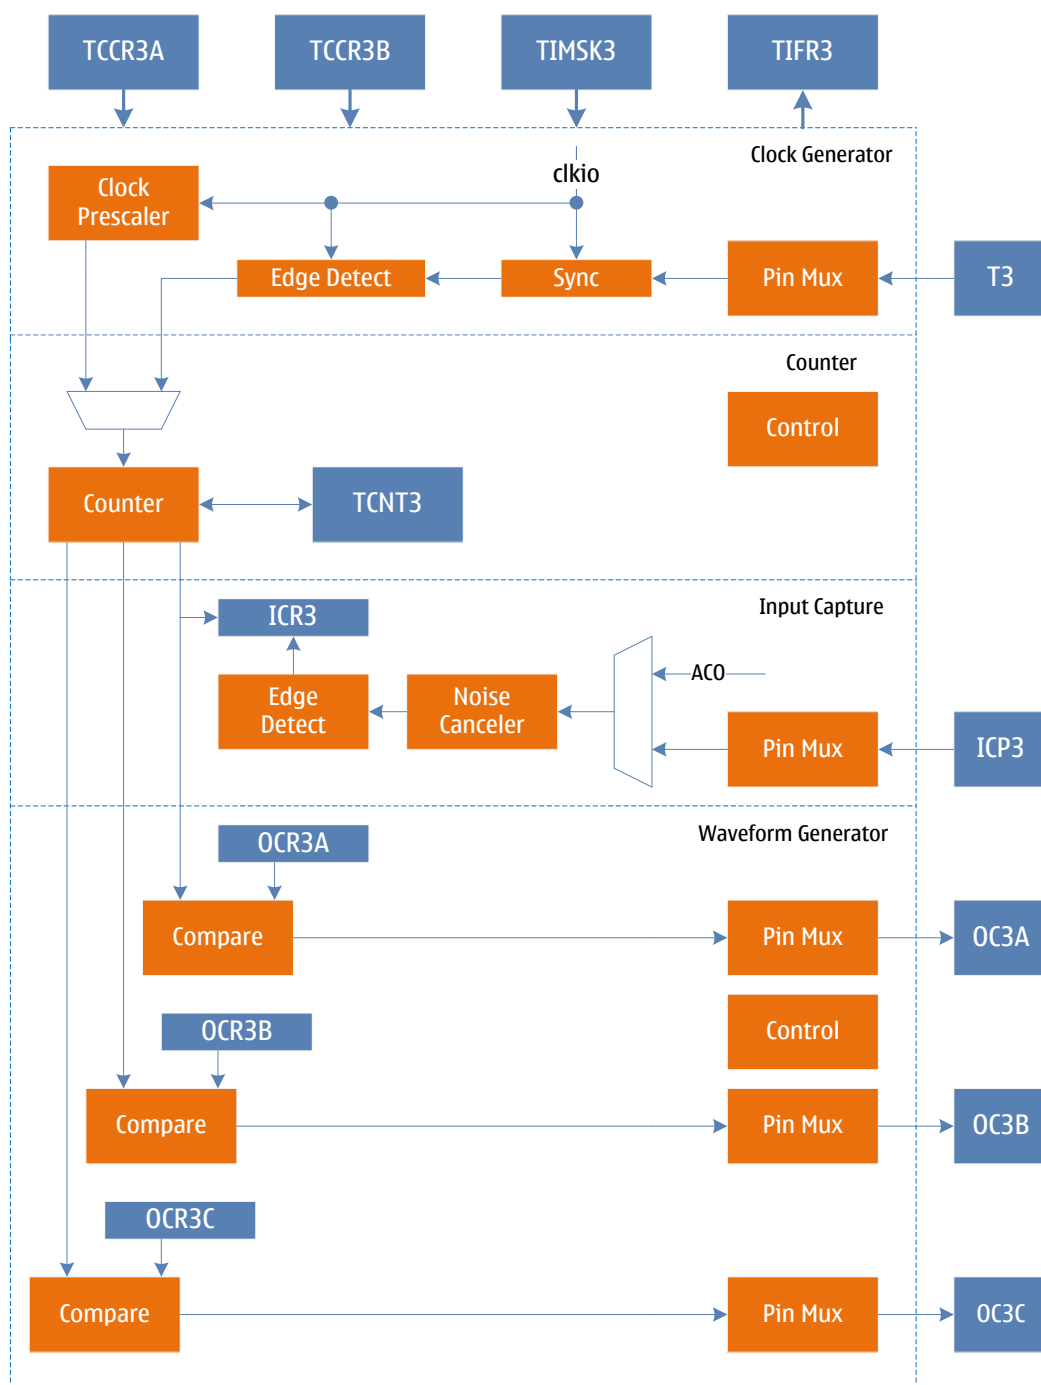 TCCR3A
TCCR3B
TIMSK3
TIFR3
Clock Generator
clkio
Clock
Prescaler
Edge Detect
Sync
Pin Mux
T3
Counter
Control
Counter
TCNT3
Input Capture
ICR3
ACO
Edge
Detect
Noise
Canceler
Pin Mux
ICP3
Waveform Generator
OCR3A
Compare
Pin Mux
OC3A
Control
OCR3B
Compare
Pin Mux
OC3B
OCR3C
Compare
Pin Mux
OC3C